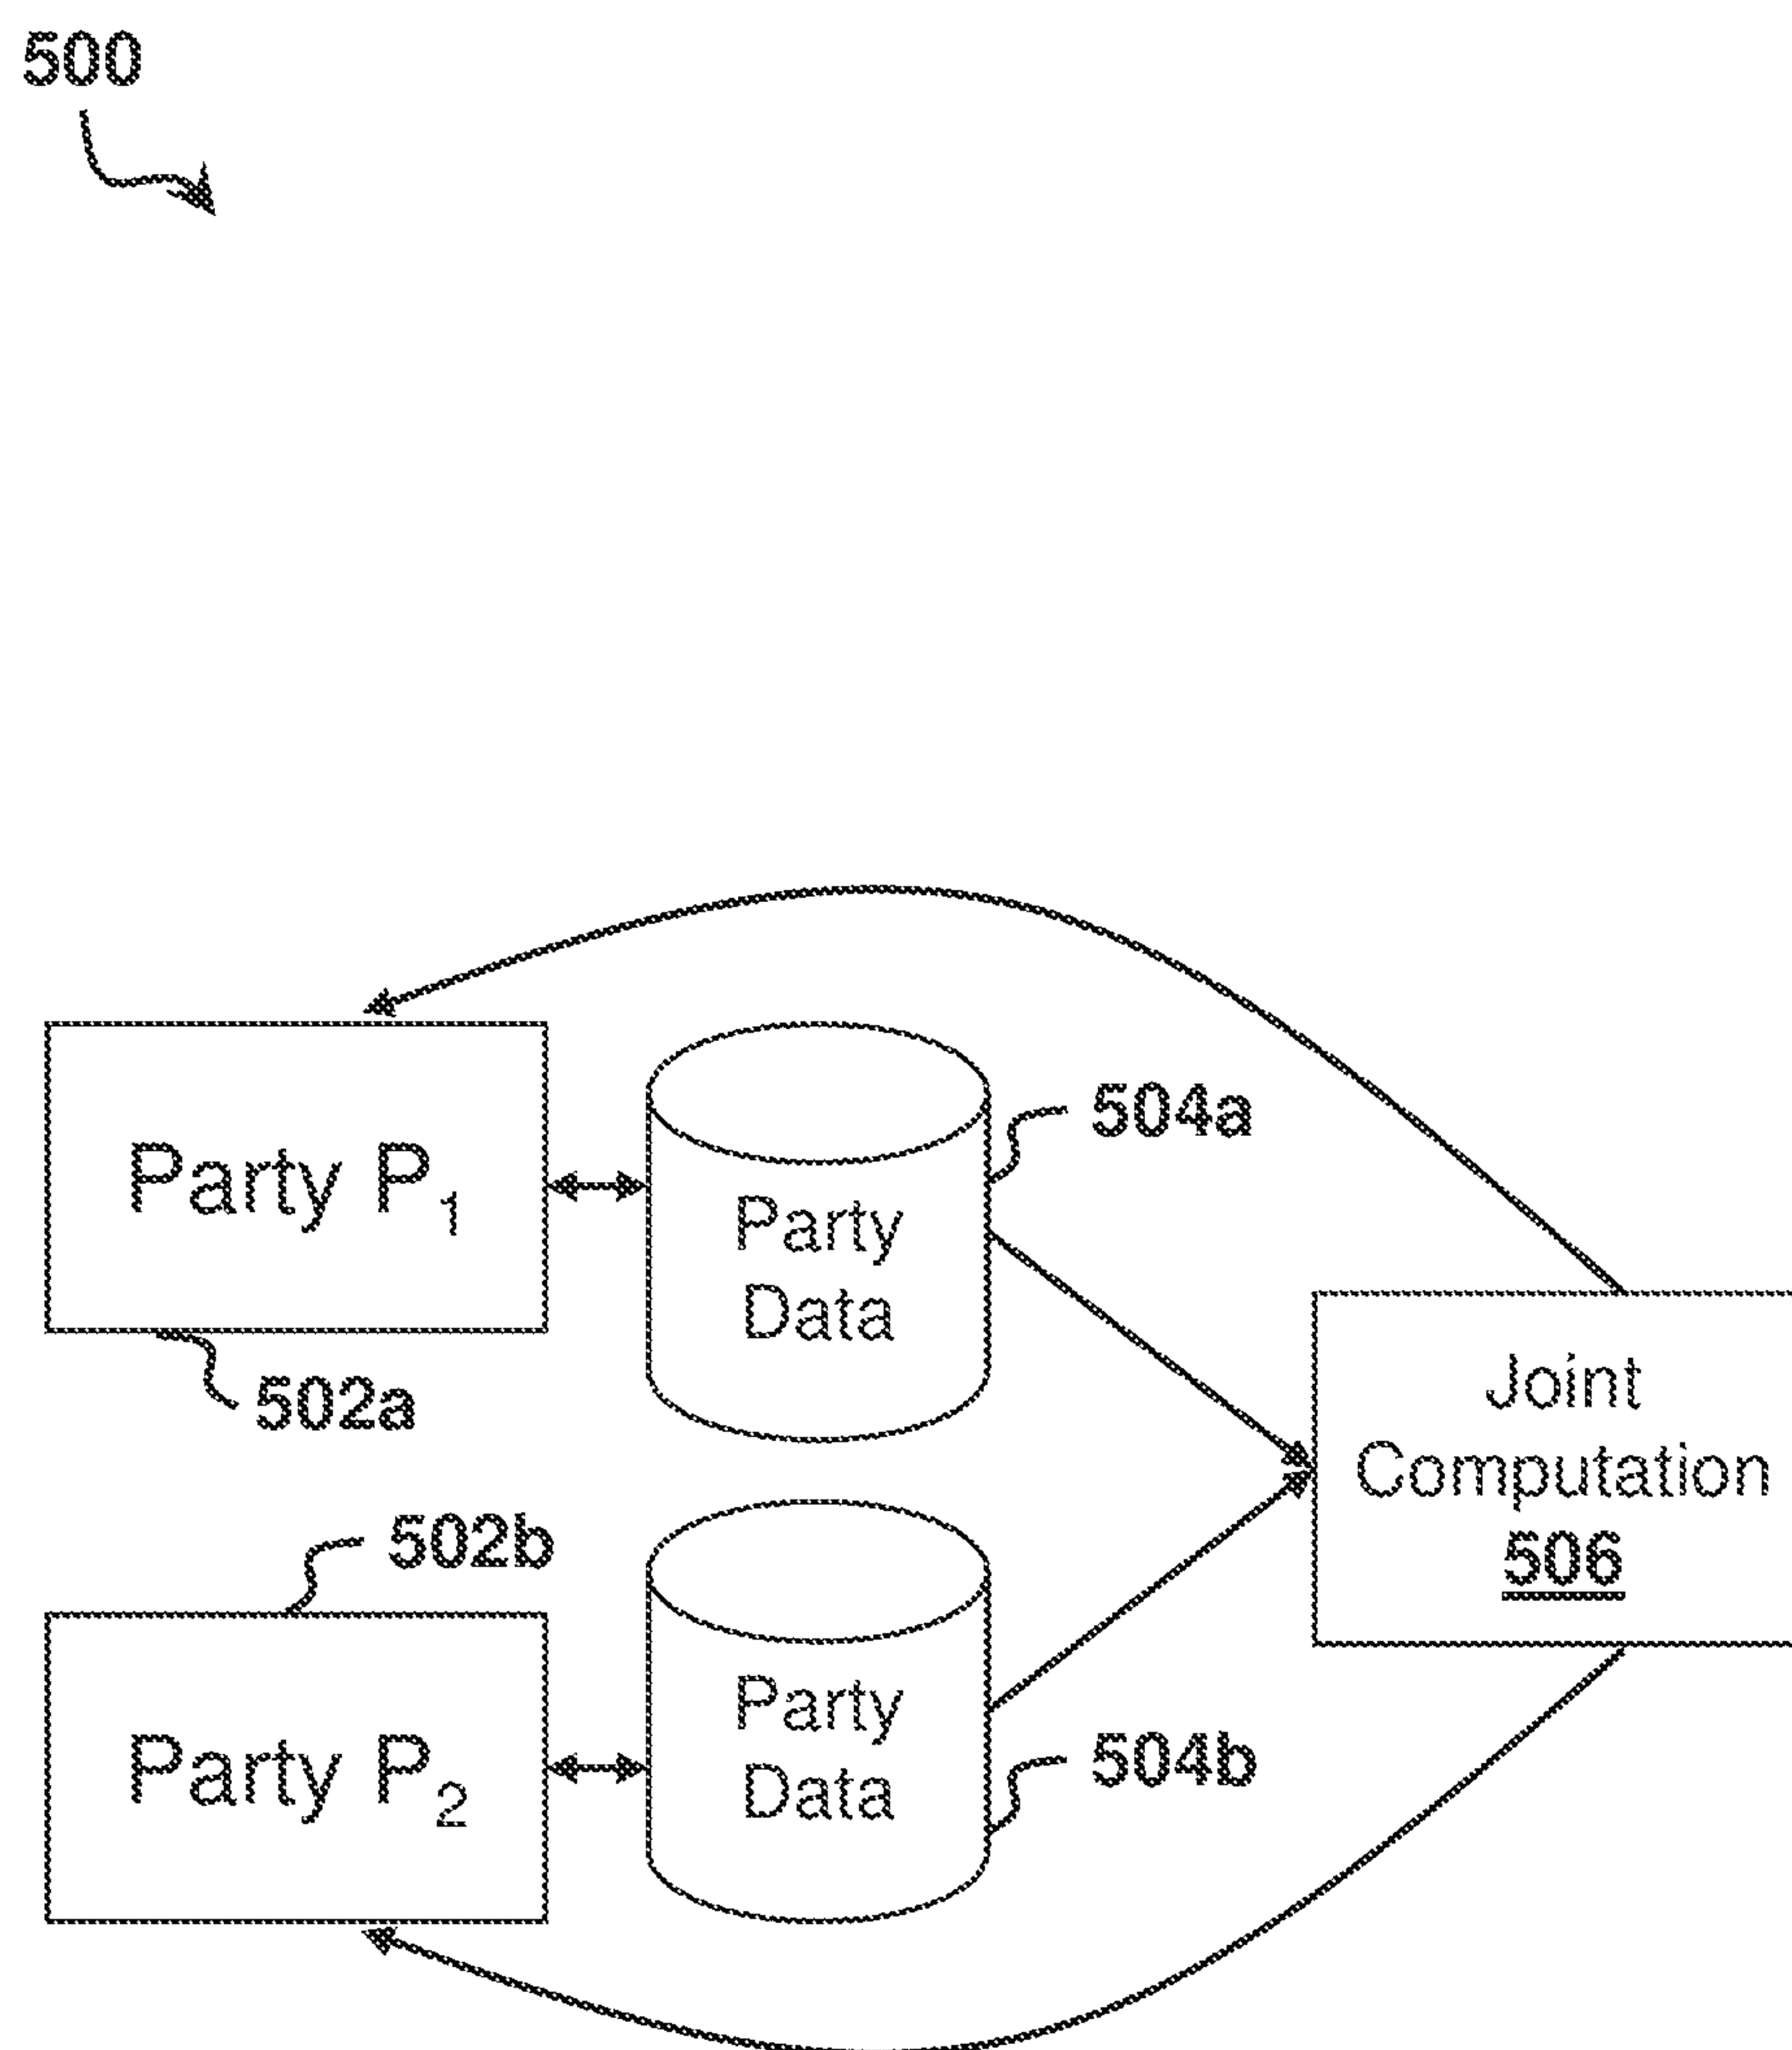 500
Party P₁
502a
Party
Data
504a
502b
Party P₂
Party
Data
504b
Joint
Computation
506